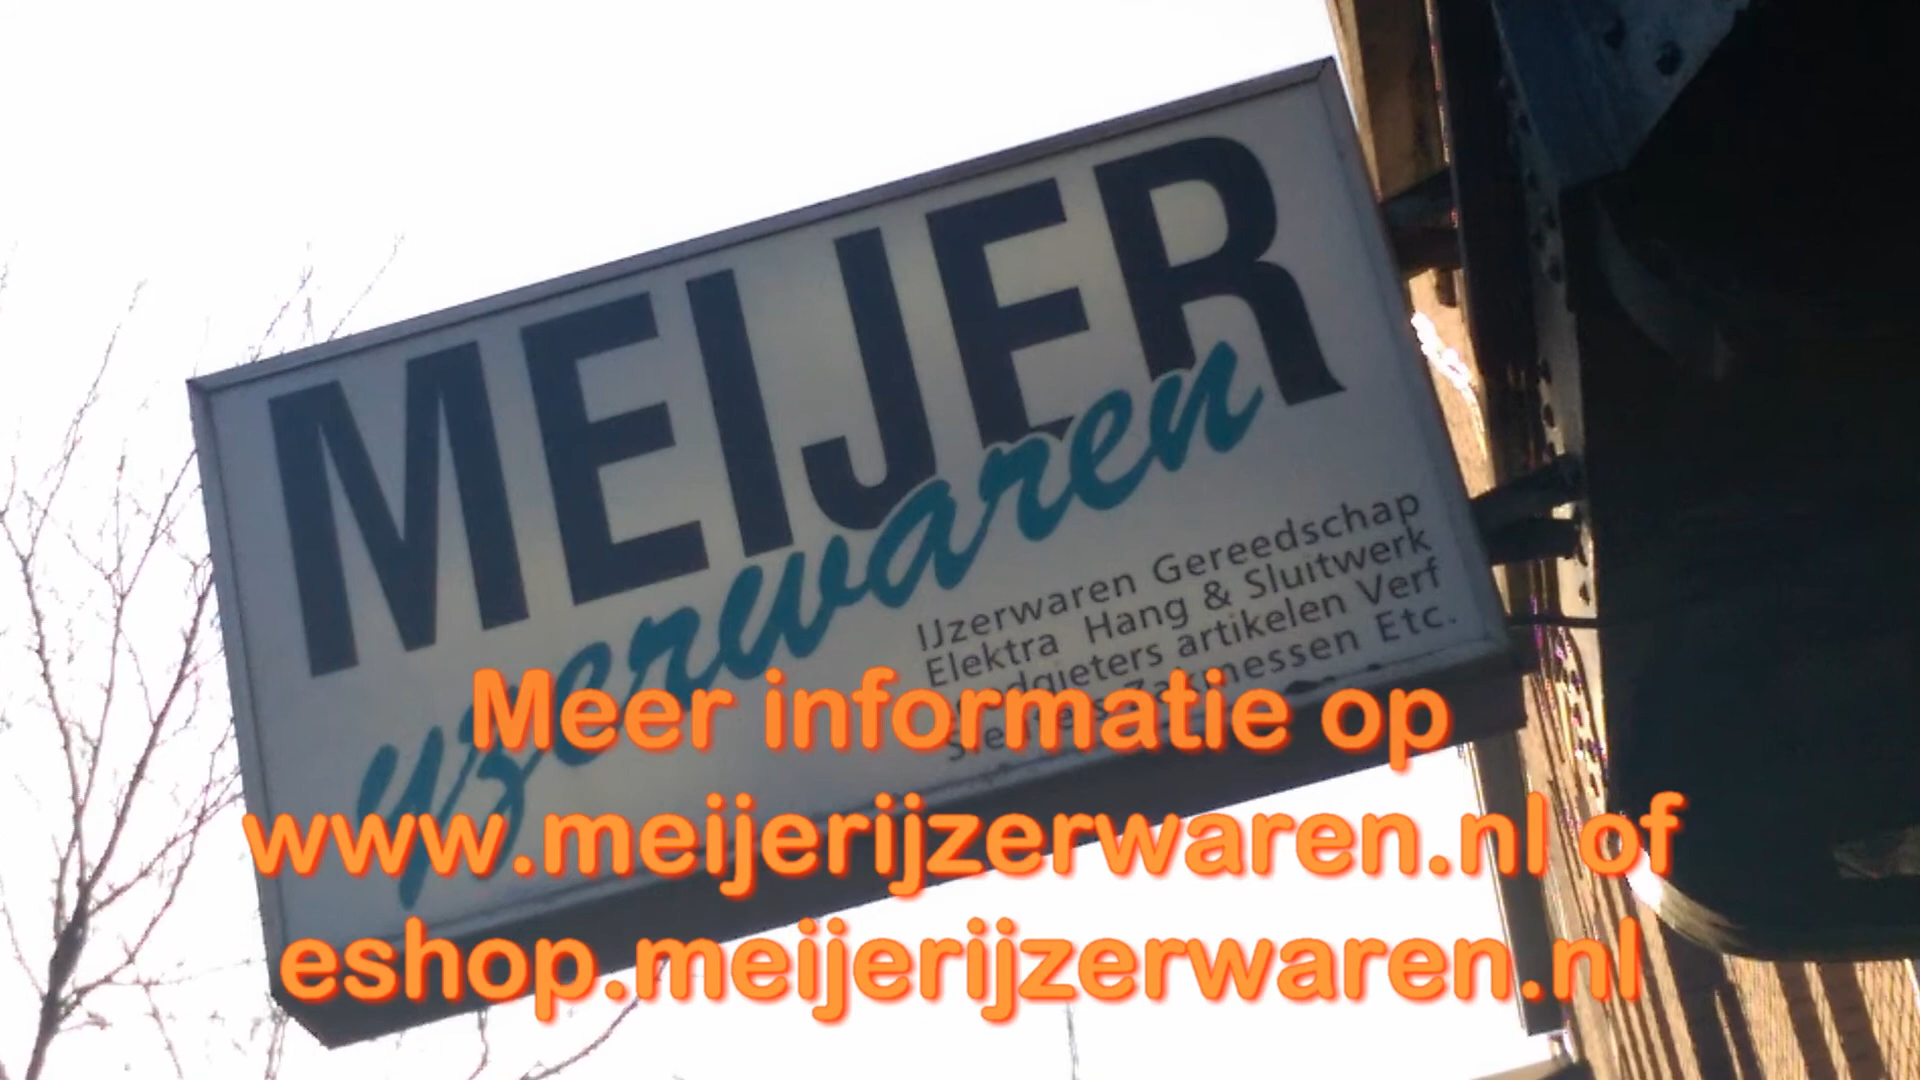 MEIJER
yzerwaren
IJzerwaren Gereedschap
Elektra Hang & Sluitwerk
artikelen Verf
Etc.
Meer informatie op
www.meijerijzerwaren.nl of
eshop.meijerijzerwaren.nl